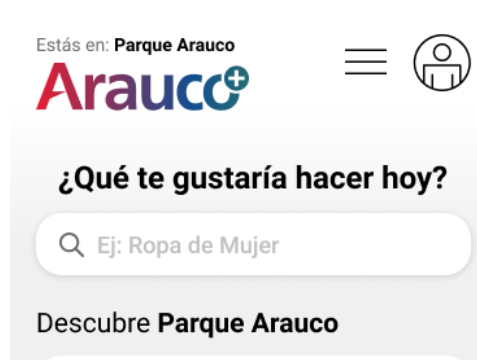 Estás en: Parque Arauco
Arauco+
¿Qué te gustaría hacer hoy?
Ej: Ropa de Mujer
Descubre Parque Arauco